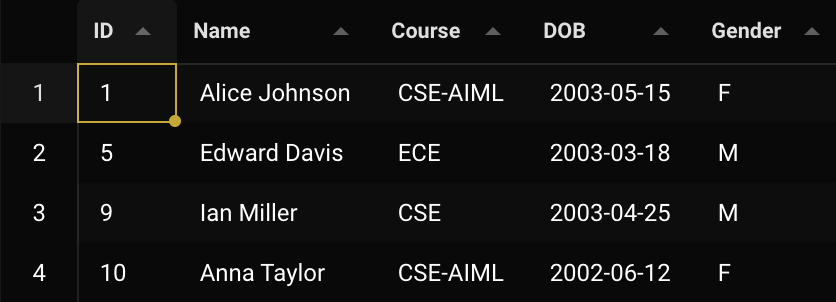 ID Name Course DOB Gender
1 1 Alice Johnson CSE-AIML 2003-05-15 F
2 5 Edward Davis ECE 2003-03-18 M
3 9 Ian Miller CSE 2003-04-25 M
4 10 Anna Taylor CSE-AIML 2002-06-12 F